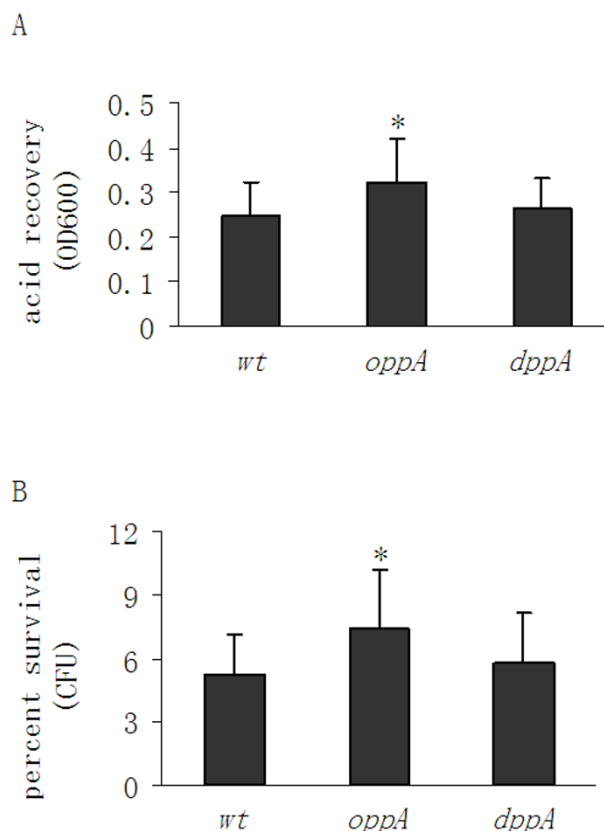 A
acid recovery
(OD600)
0.5
0.4
0.3
0.2
0.1
0
*
wt oppA dppA
B
percent survival
(CFU)
12
9
6
3
0
*
wt oppA dppA